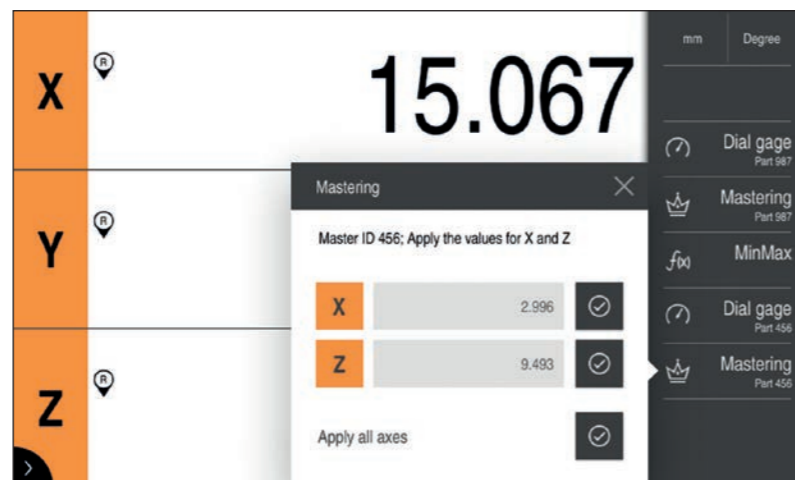 X
R
15.067
Y
R
Z
R
Mastering
Master ID 456; Apply the values for X and Z
X 2.996
Z 9.493
Apply all axes
mm Degree
Dial gage
Part 987
Mastering
Part 987
f(x) MinMax
Dial gage
Part 456
Mastering
Part 456